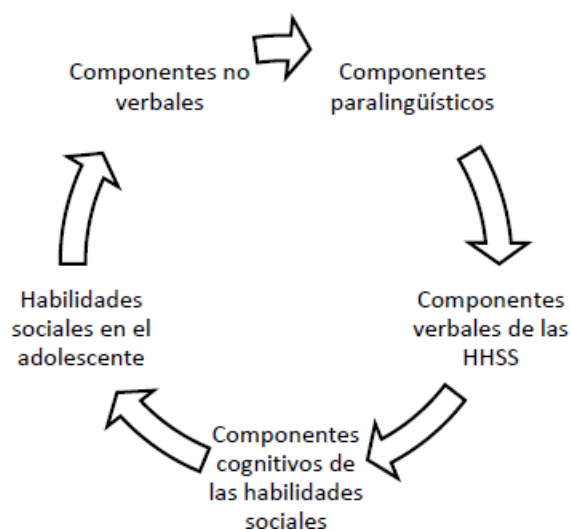 Componentes no
verbales
Componentes
paralingüísticos
Componentes
verbales de las
HHSS
Componentes
cognitivos de
las habilidades
sociales
Habilidades
sociales en el
adolescente